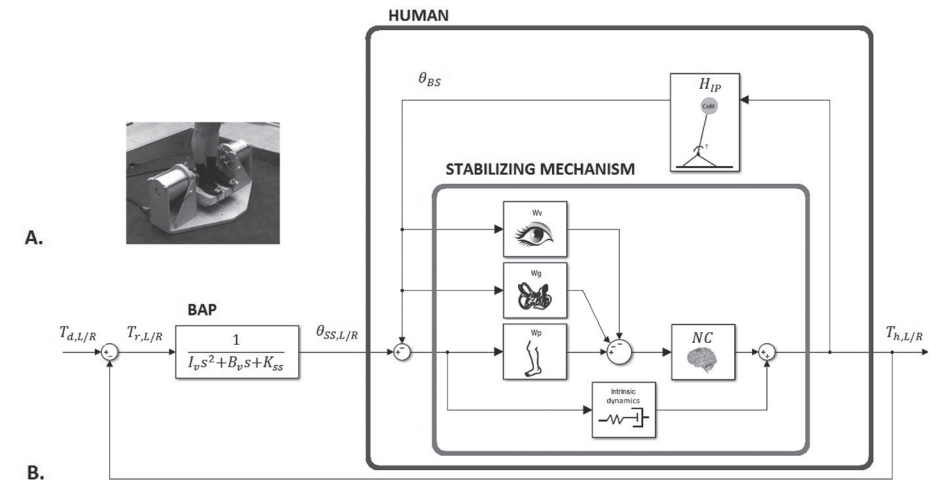 HUMAN
θ_BS
H_IP
CoM
T
STABILIZING MECHANISM
Wv
A.
Wg
BAP
T_d,L/R
T_r,L/R
1
I_v s² + B_v s + K_ss
θ_SS,L/R
Wp
NC
T_h,L/R
Intrinsic
dynamics
B.